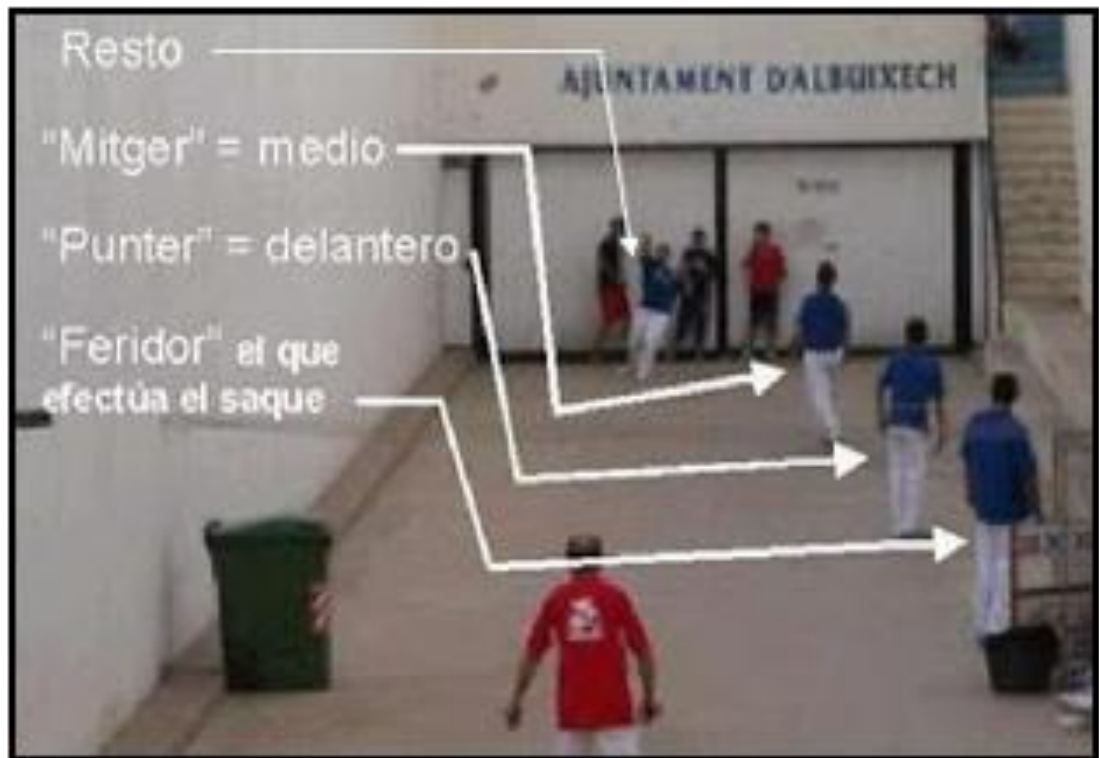 Resto
AJUNTAMENT D'ALBUIXECH
"Mitger" = medio
"Punter" = delantero
"Feridor" el que
efectúa el saque